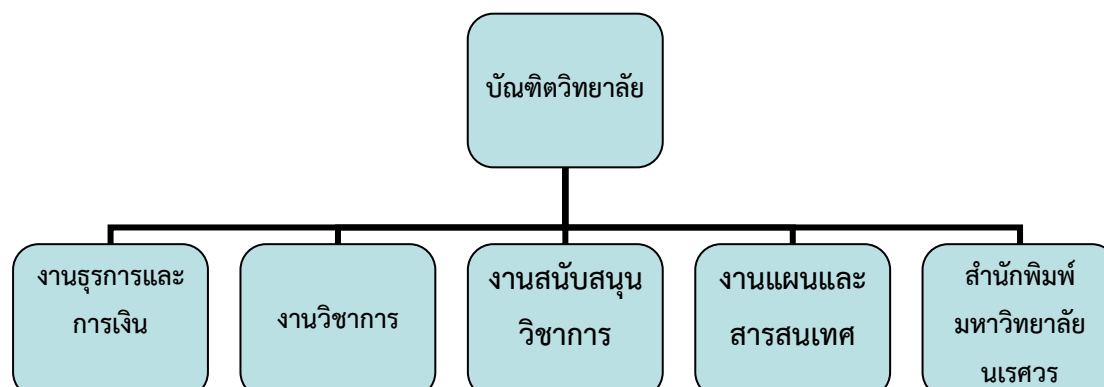 บัณฑิตวิทยาลัย
งานธุรการและ
การเงิน
งานวิชาการ
งานสนับสนุน
วิชาการ
งานแผนและ
สารสนเทศ
สำนักพิมพ์
มหาวิทยาลัย
นเรศวร